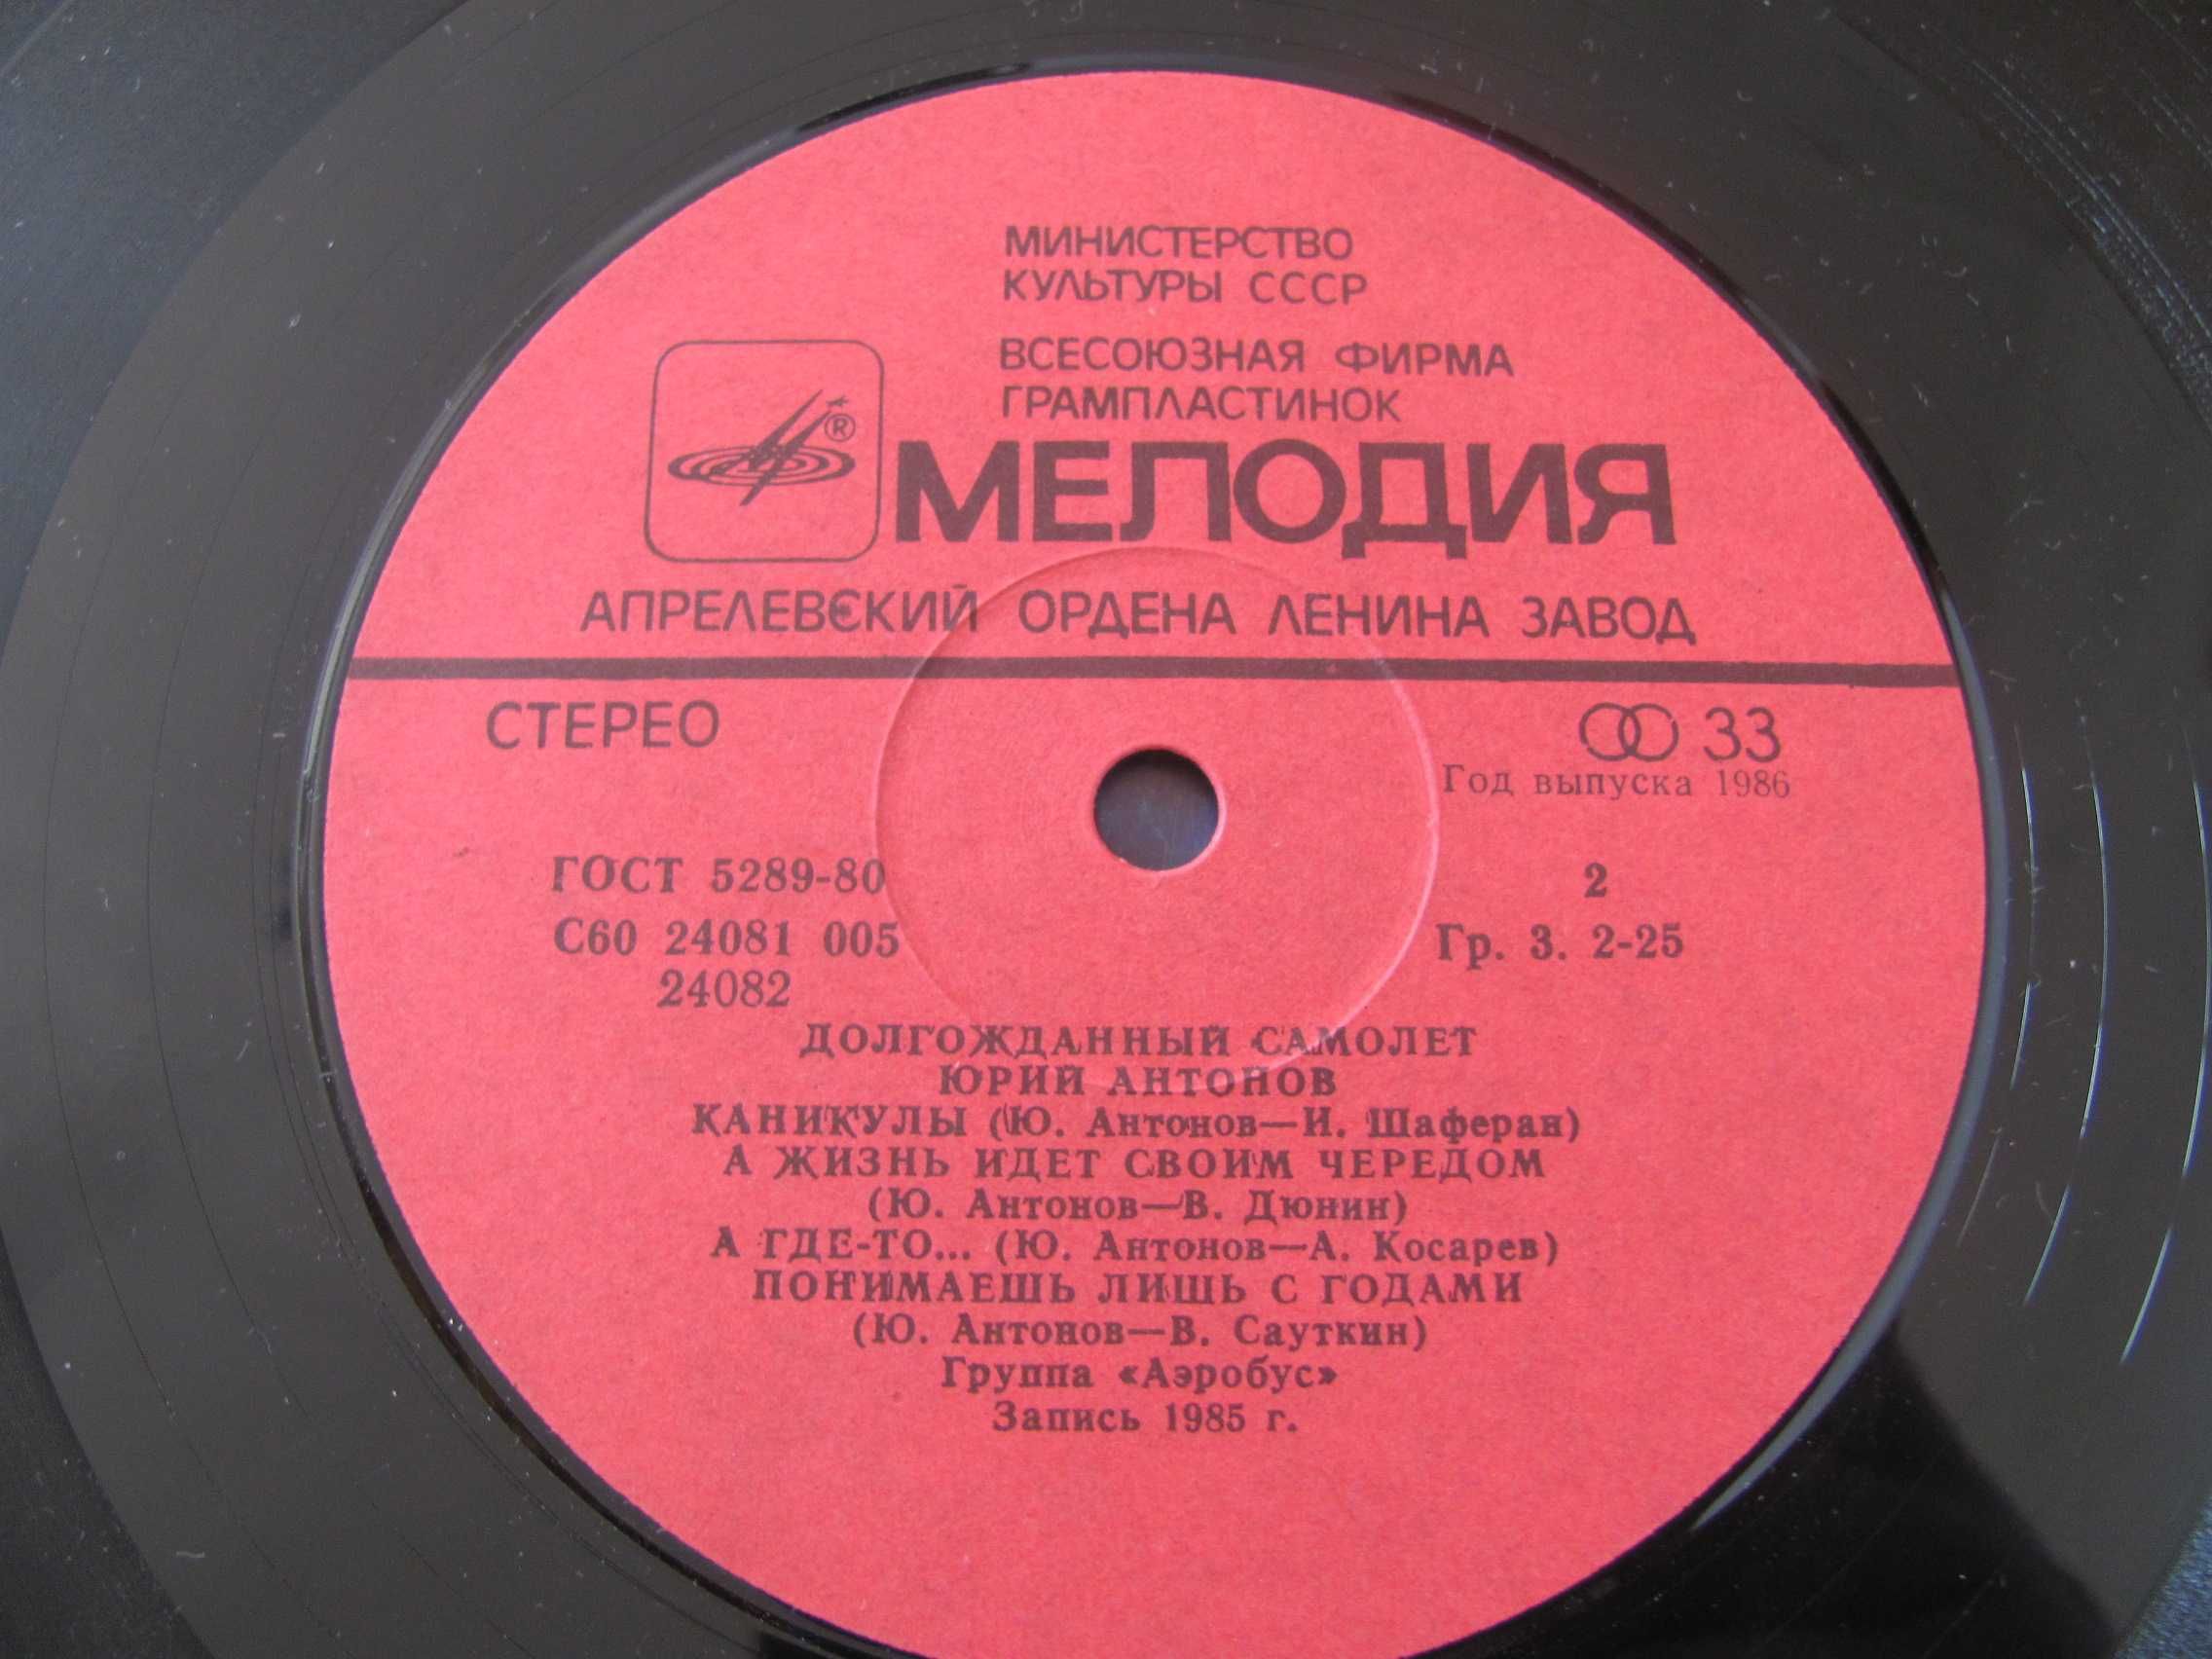 МИНИСТЕРСТВО
КУЛЬТУРЫ СССР
ВСЕСОЮЗНАЯ ФИРМА
ГРАМПЛАСТИНОК
®
МЕЛОДИЯ
АПРЕЛЕВСКИЙ ОРДЕНА ЛЕНИНА ЗАВОД
СТЕРЕО
33
Год выпуска 1986
ГОСТ 5289-80
2
С60 24081 005
Гр. 3. 2-25
24082
ДОЛГОЖДАННЫЙ САМОЛЕТ
ЮРИЙ АНТОНОВ
КАНИКУЛЫ (Ю. Антонов—И. Шаферан)
А ЖИЗНЬ ИДЕТ СВОИМ ЧЕРЕДОМ
(Ю. Антонов—В. Дюнин)
А ГДЕ-ТО... (Ю. Антонов—А. Косарев)
ПОНИМАЕШЬ ЛИШЬ С ГОДАМИ
(Ю. Антонов—В. Сауткин)
Группа «Аэробус»
Запись 1985 г.